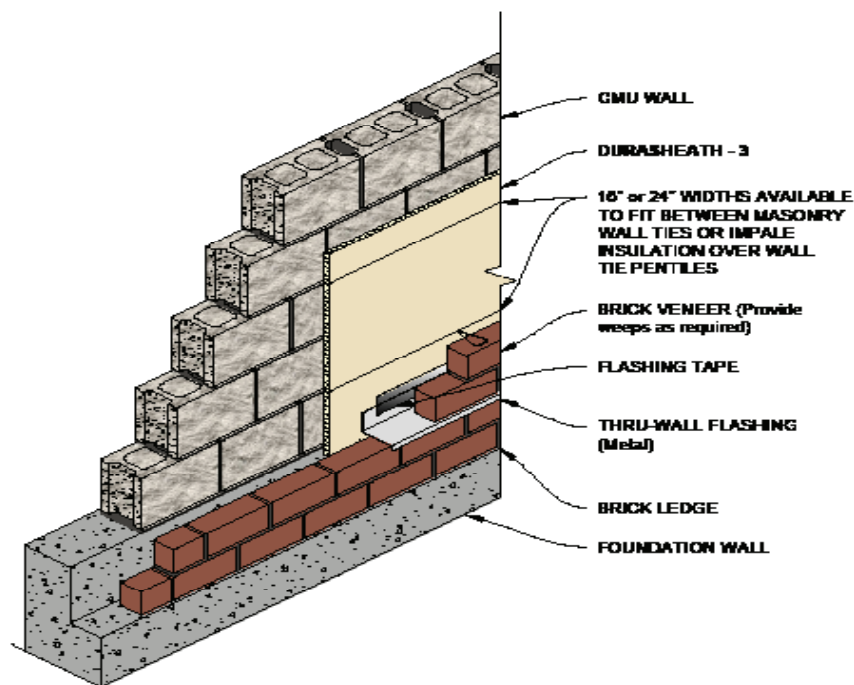 CMU WALL
DURASHEATH - 3
16" or 24" WIDTHS AVAILABLE
TO FIT BETWEEN MASONRY
WALL TIES OR IMPALE
INSULATION OVER WALL
TIE PENTILES
BRICK VENEER (Provide
weeps as required)
FLASHING TAPE
THRU-WALL FLASHING
(Metal)
BRICK LEDGE
FOUNDATION WALL